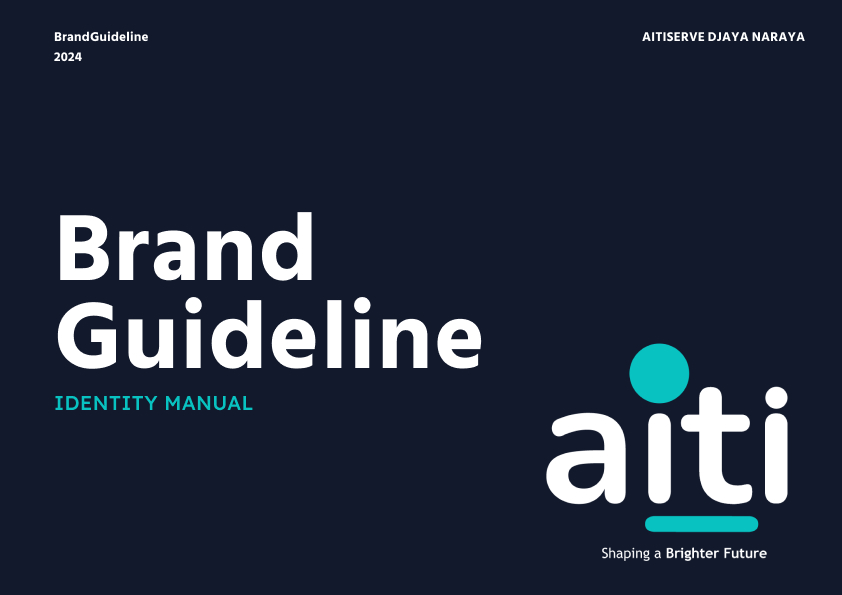 BrandGuideline
2024
AITISERVE DJAYA NARAYA
Brand
Guideline
IDENTITY MANUAL
aiti
Shaping a Brighter Future